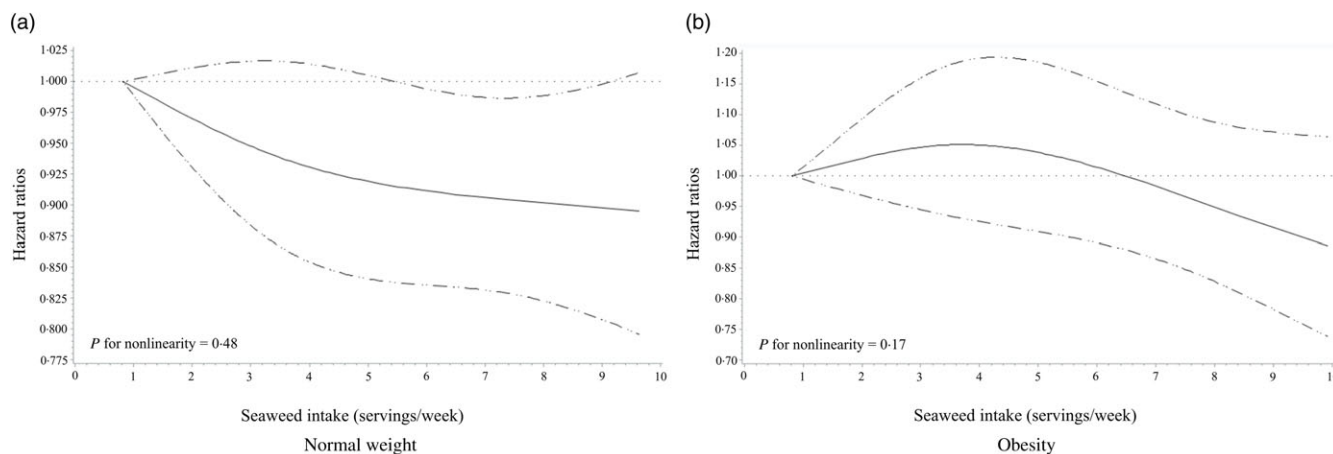 (a)
1·025
1·000
0·975
0·950
0·925
0·900
0·875
0·850
0·825
0·800
0·775
Hazard ratios
P for nonlinearity = 0·48
0 1 2 3 4 5 6 7 8 9 10
Seaweed intake (servings/week)
Normal weight
(b)
1·20
1·15
1·10
1·05
1·00
0·95
0·90
0·85
0·80
0·75
0·70
Hazard ratios
P for nonlinearity = 0·17
0 1 2 3 4 5 6 7 8 9 1
Seaweed intake (servings/week)
Obesity